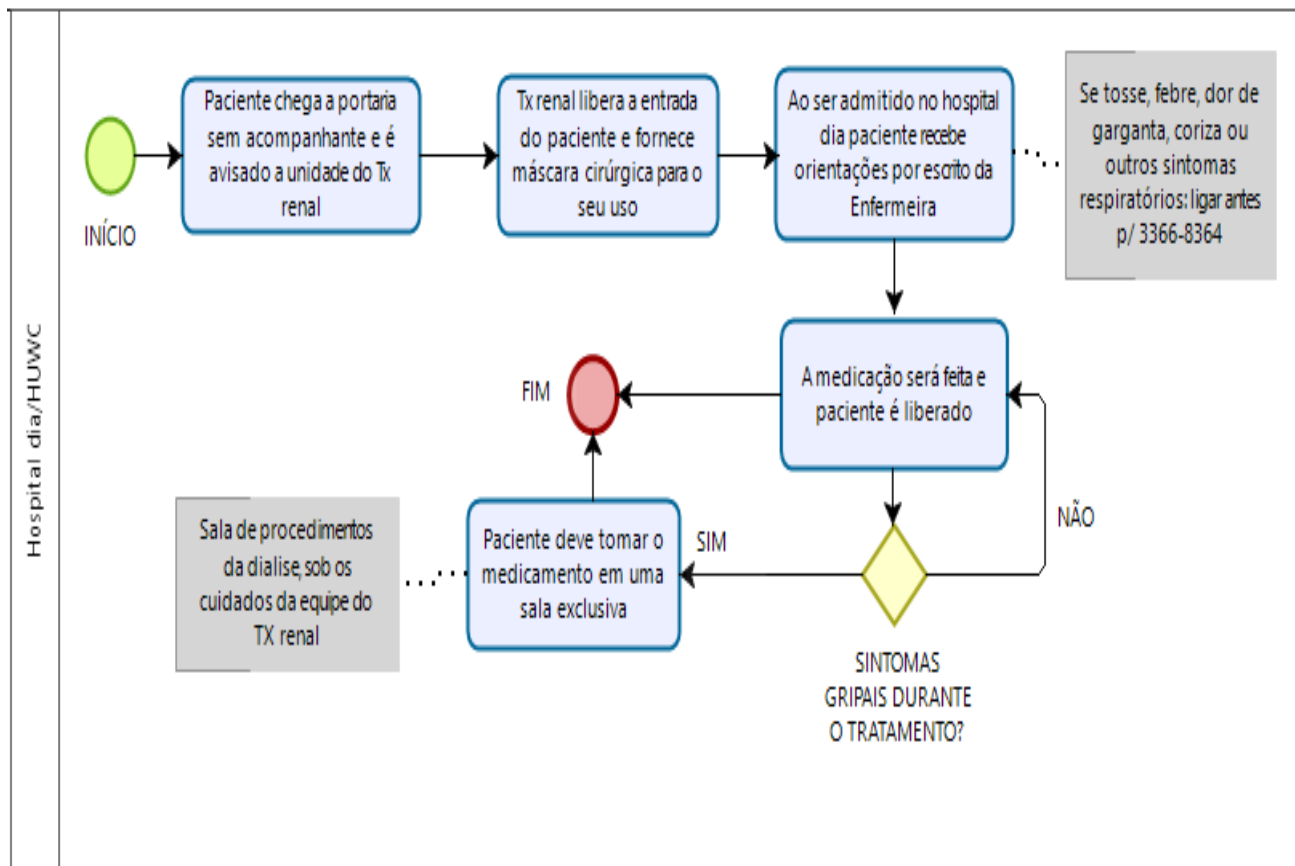 Hospital dia/HUWC
INÍCIO
Paciente chega a portaria
sem acompanhante e é
avisado a unidade do Tx
renal
Tx renal libera a entrada
do paciente e fornece
máscara cirúrgica para o
seu uso
Ao ser admitido no hospital
dia paciente recebe
orientações por escrito da
Enfermeira
Se tosse, febre, dor de
garganta, coriza ou
outros sintomas
respiratórios: ligar antes
p/ 3366-8364
A medicação será feita e
paciente é liberado
FIM
NÃO
SIM
SINTOMAS
GRIPAIS DURANTE
O TRATAMENTO?
Paciente deve tomar o
medicamento em uma
sala exclusiva
Sala de procedimentos
da dialise, sob os
cuidados da equipe do
TX renal